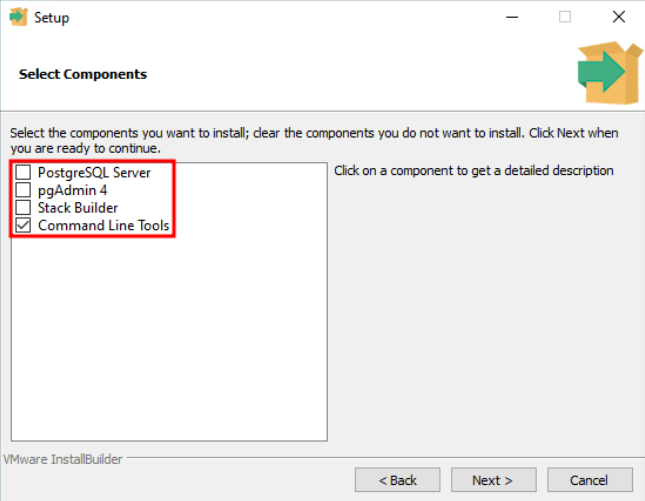 Setup
Select Components
Select the components you want to install; clear the components you do not want to install. Click Next when
you are ready to continue.
PostgreSQL Server
pgAdmin 4
Stack Builder
Command Line Tools
Click on a component to get a detailed description
VMware InstallBuilder
< Back
Next >
Cancel